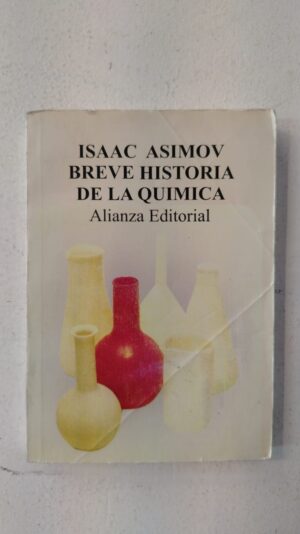 ISAAC ASIMOV
BREVE HISTORIA
DE LA QUIMICA
Alianza Editorial